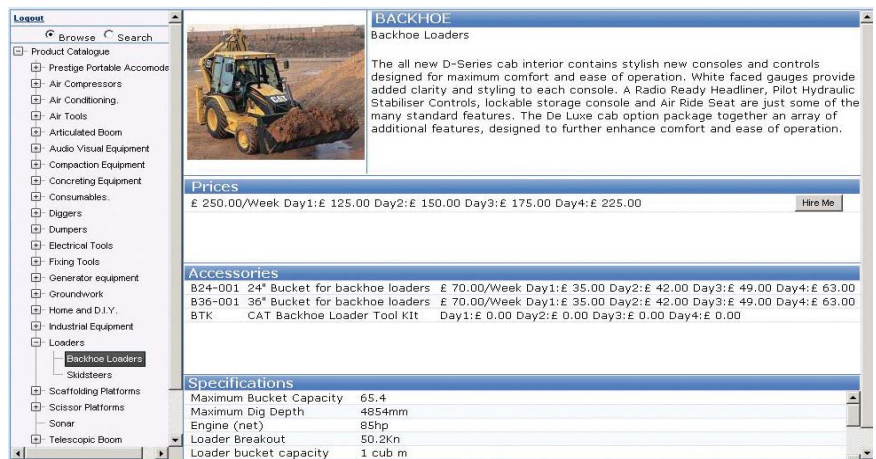 Logout
Browse Search
Product Catalogue
Prestige Portable Accomoda
Air Compressors
Air Conditioning.
Air Tools
Articulated Boom
Audio Visual Equipment
Compaction Equipment
Concreting Equipment
Consumables.
Diggers
Dumpers
Electrical Tools
Fixing Tools
Generator equipment
Groundwork
Home and D.I.Y.
Industrial Equipment
Loaders
Backhoe Loaders
Skidsteers
Scaffolding Platforms
Scissor Platforms
Sonar
Telescopic Boom
CAT
BACKHOE
Backhoe Loaders
The all new D-Series cab interior contains stylish new consoles and controls
designed for maximum comfort and ease of operation. White faced gauges provide
added clarity and styling to each console. A Radio Ready Headliner, Pilot Hydraulic
Stabiliser Controls, lockable storage console and Air Ride Seat are just some of the
many standard features. The De Luxe cab option package together an array of
additional features, designed to further enhance comfort and ease of operation.
Prices
£ 250.00/Week Day1:£ 125.00 Day2:£ 150.00 Day3:£ 175.00 Day4:£ 225.00 Hire Me
Accessories
B24-001 24" Bucket for backhoe loaders £ 70.00/Week Day1:£ 35.00 Day2:£ 42.00 Day3:£ 49.00 Day4:£ 63.00
B36-001 36" Bucket for backhoe loaders £ 70.00/Week Day1:£ 35.00 Day2:£ 42.00 Day3:£ 49.00 Day4:£ 63.00
BTK CAT Backhoe Loader Tool KIt Day1:£ 0.00 Day2:£ 0.00 Day3:£ 0.00 Day4:£ 0.00
Specifications
Maximum Bucket Capacity 65.4
Maximum Dig Depth 4854mm
Engine (net) 85hp
Loader Breakout 50.2Kn
Loader bucket capacity 1 cub m